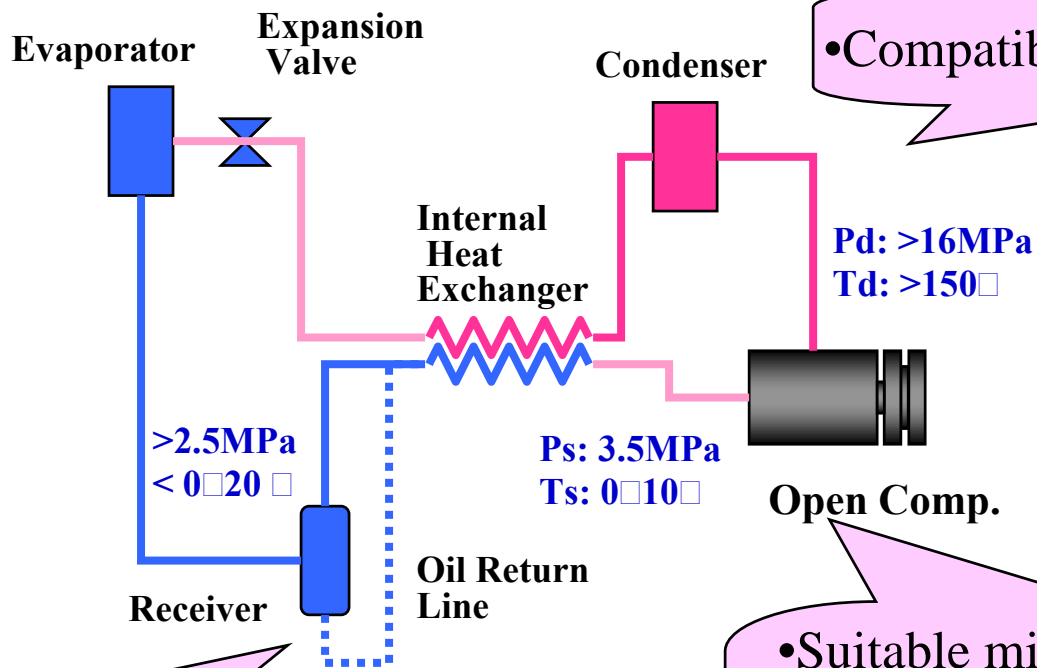 Evaporator
Expansion
Valve
Condenser
•Compatib
Internal
Heat
Exchanger
Pd: >16MPa
Td: >150□
>2.5MPa
< 0□20 □
Ps: 3.5MPa
Ts: 0□10□
Open Comp.
Receiver
Oil Return
Line
•Suitable mi